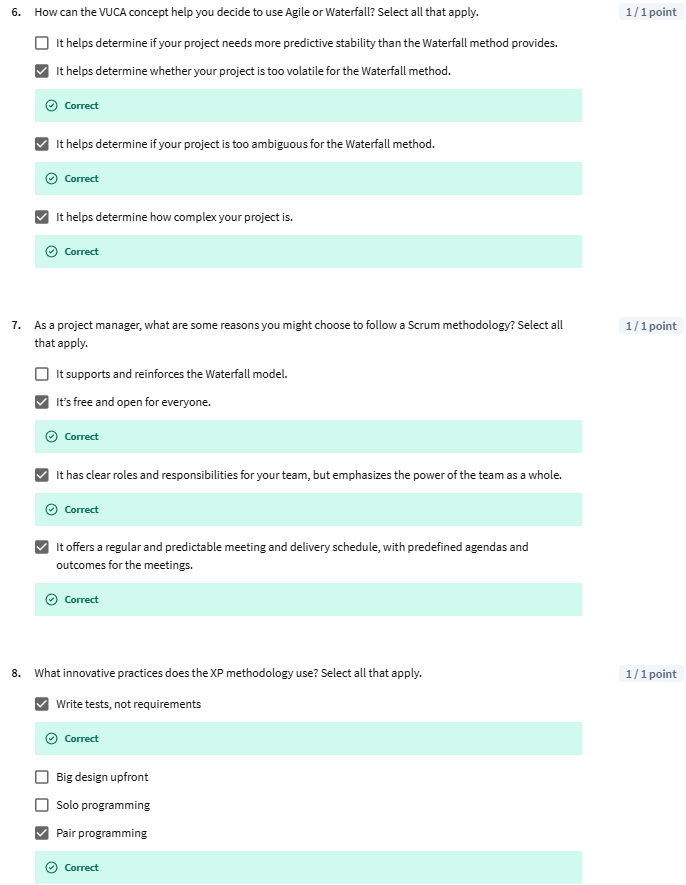 6. How can the VUCA concept help you decide to use Agile or Waterfall? Select all that apply. 1 / 1 point
It helps determine if your project needs more predictive stability than the Waterfall method provides.
It helps determine whether your project is too volatile for the Waterfall method.
Correct
It helps determine if your project is too ambiguous for the Waterfall method.
Correct
It helps determine how complex your project is.
Correct
7. As a project manager, what are some reasons you might choose to follow a Scrum methodology? Select all 1 / 1 point
that apply.
It supports and reinforces the Waterfall model.
It’s free and open for everyone.
Correct
It has clear roles and responsibilities for your team, but emphasizes the power of the team as a whole.
Correct
It offers a regular and predictable meeting and delivery schedule, with predefined agendas and
outcomes for the meetings.
Correct
8. What innovative practices does the XP methodology use? Select all that apply. 1 / 1 point
Write tests, not requirements
Correct
Big design upfront
Solo programming
Pair programming
Correct